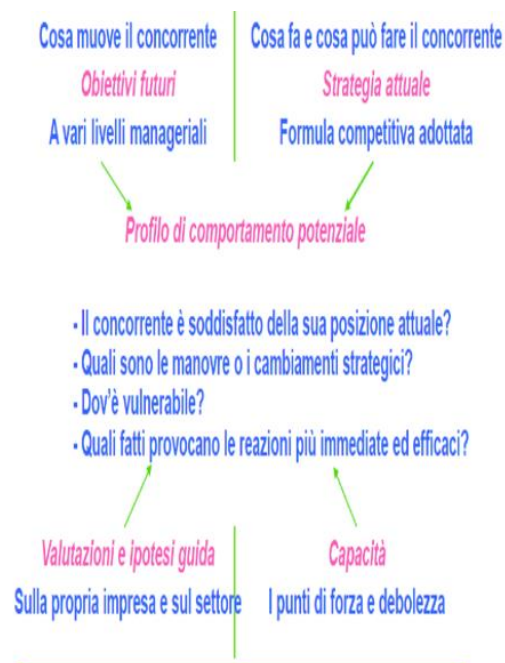 Cosa muove il concorrente
Obiettivi futuri
A vari livelli manageriali
Cosa fa e cosa può fare il concorrente
Strategia attuale
Formula competitiva adottata
Profilo di comportamento potenziale
- Il concorrente è soddisfatto della sua posizione attuale?
- Quali sono le manovre o i cambiamenti strategici?
- Dov'è vulnerabile?
- Quali fatti provocano le reazioni più immediate ed efficaci?
Valutazioni e ipotesi guida
Sulla propria impresa e sul settore
Capacità
I punti di forza e debolezza